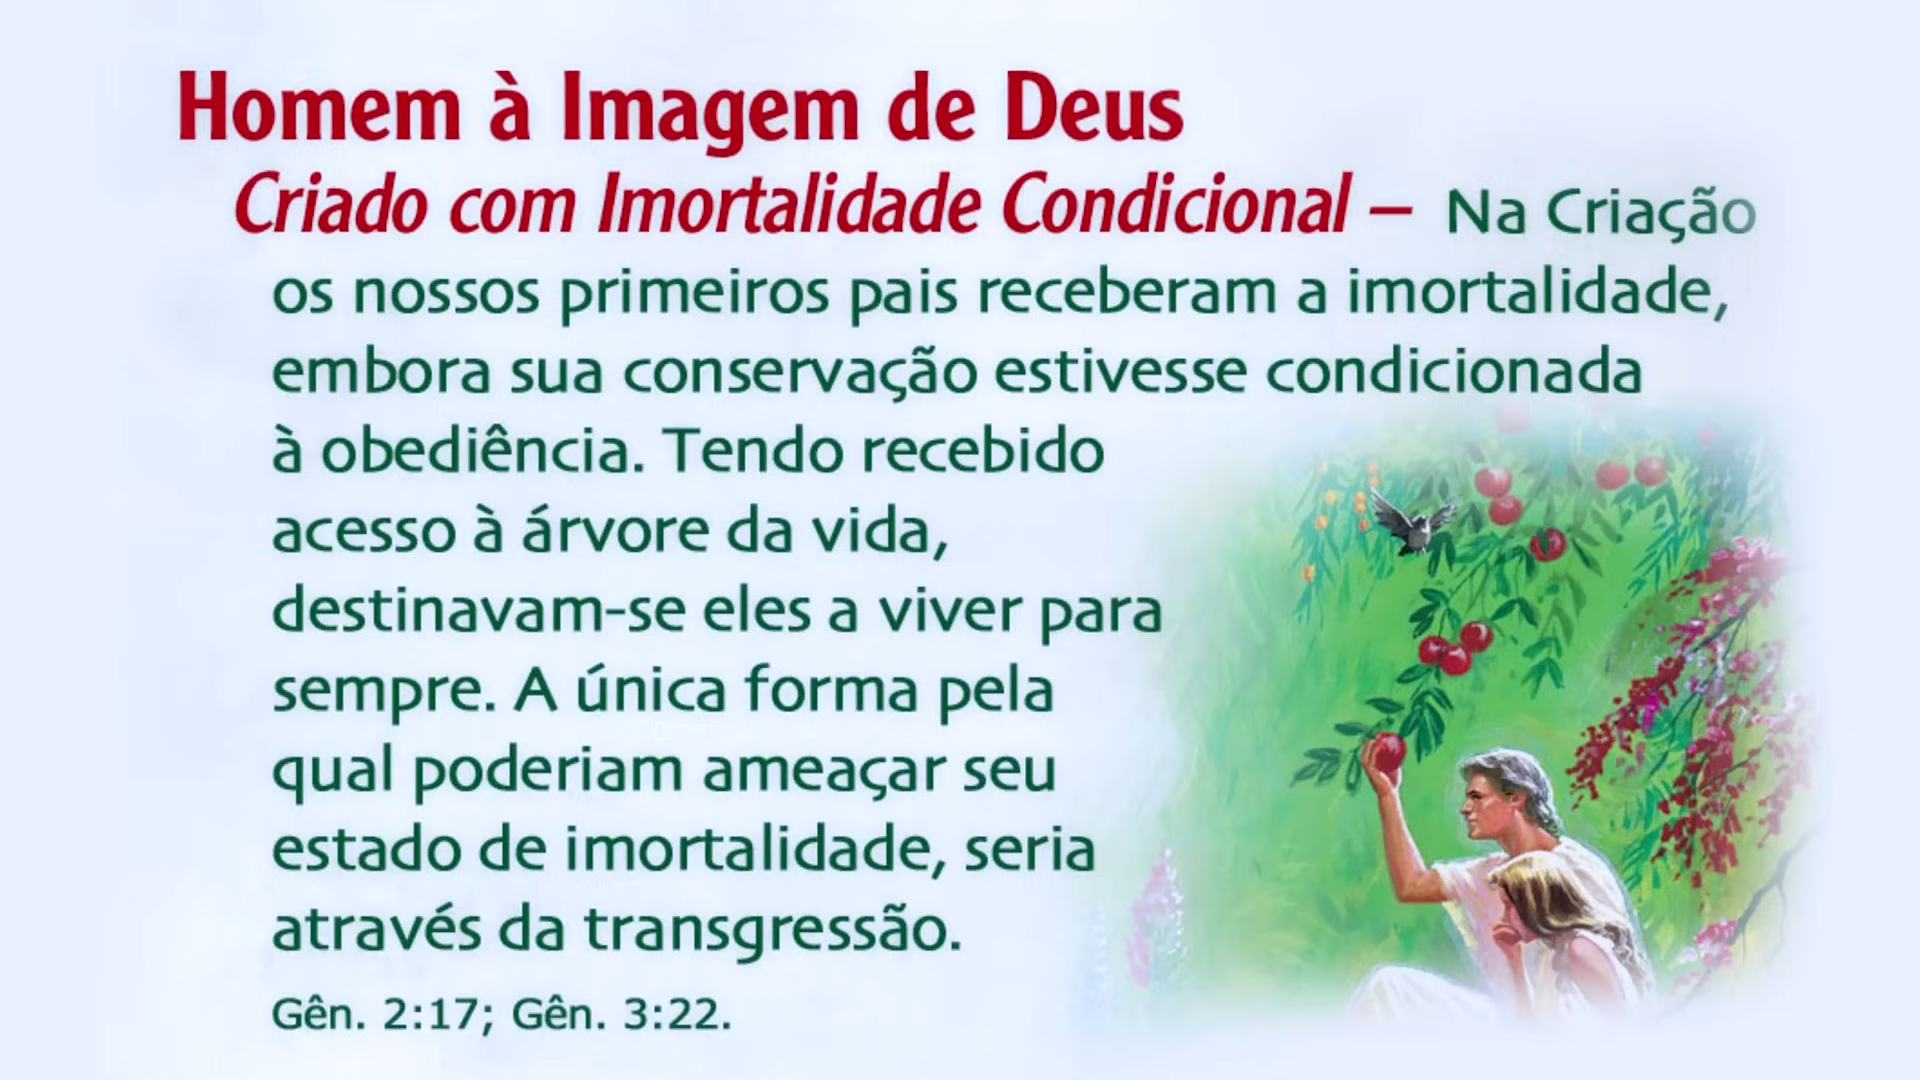 Homem à Imagem de Deus
Criado com Imortalidade Condicional – Na Criação
os nossos primeiros pais receberam a imortalidade,
embora sua conservação estivesse condicionada
à obediência. Tendo recebido
acesso à árvore da vida,
destinavam-se eles a viver para
sempre. A única forma pela
qual poderiam ameaçar seu
estado de imortalidade, seria
através da transgressão.
Gên. 2:17; Gên. 3:22.